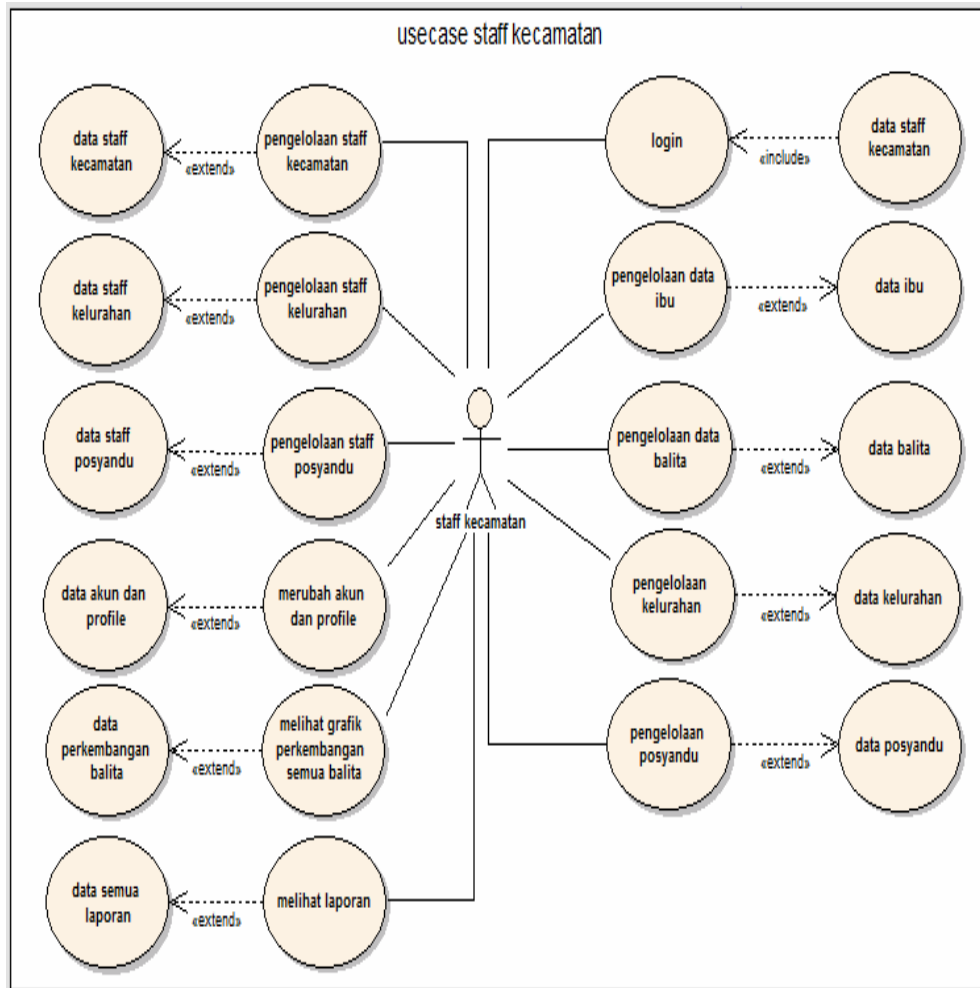 usecase staff kecamatan
data staff
kecamatan
«extend»
pengelolaan staff
kecamatan
login
«include»
data staff
kecamatan
data staff
kelurahan
«extend»
pengelolaan staff
kelurahan
pengelolaan data
ibu
«extend»
data ibu
data staff
posyandu
«extend»
pengelolaan staff
posyandu
pengelolaan data
balita
«extend»
data balita
staff kecamatan
data akun dan
profile
«extend»
merubah akun
dan profile
pengelolaan
kelurahan
«extend»
data kelurahan
data
perkembangan
balita
«extend»
melihat grafik
perkembangan
semua balita
pengelolaan
posyandu
«extend»
data posyandu
data semua
laporan
«extend»
melihat laporan